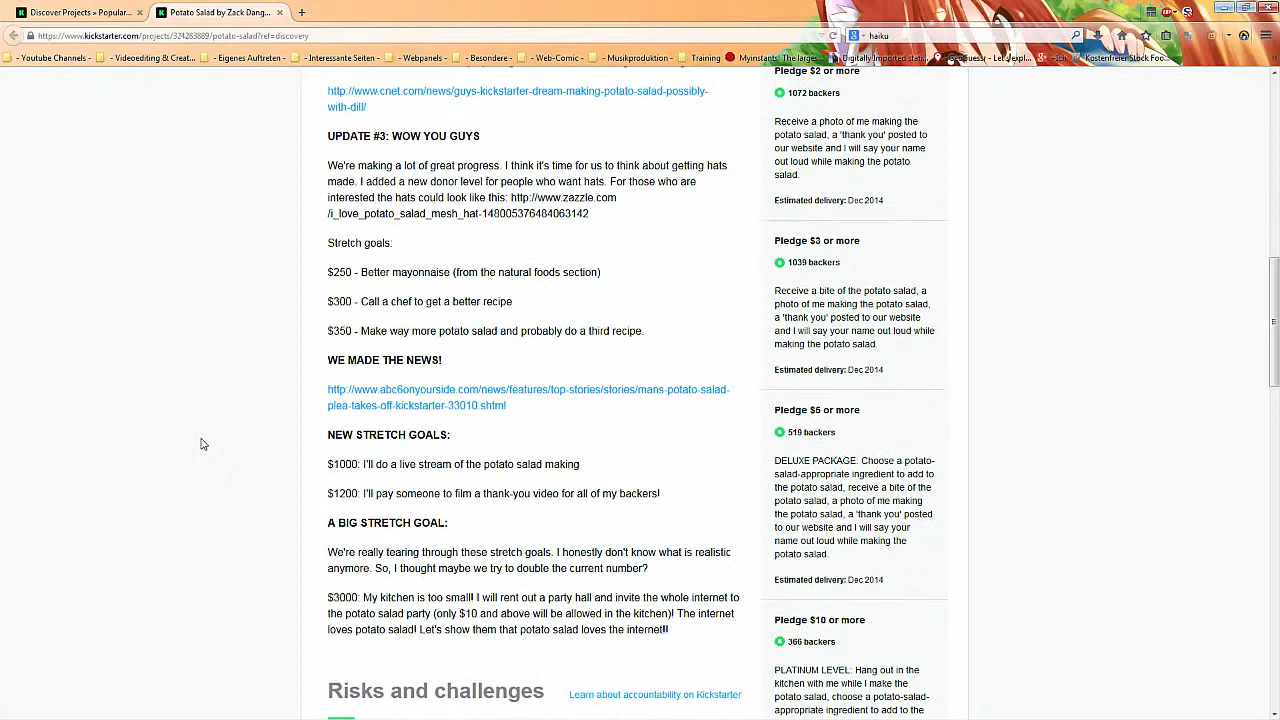 Discover Projects » Popular...
Potato Salad by Zack Dang...
https://www.kickstarter.com/projects/324283889/potato-salad?ref=discovery
haiku
Youtube Channels
Videoediting & Creat...
Eigene Auftreten
Interessante Seiten
Webpanels
Besondere
Web-Comic
Musikproduktion
Training
Myinstants! The large
Digitally Imported
GeoGuessr - Let's expl...
Kostenfreier Stock Foo...
http://www.cnet.com/news/guys-kickstarter-dream-making-potato-salad-possibly-
with-dill/
UPDATE #3: WOW YOU GUYS
We're making a lot of great progress. I think it's time for us to think about getting hats
made. I added a new donor level for people who want hats. For those who are
interested the hats could look like this: http://www.zazzle.com
/i_love_potato_salad_mesh_hat-148005376484063142
Stretch goals:
$250 - Better mayonnaise (from the natural foods section)
$300 - Call a chef to get a better recipe
$350 - Make way more potato salad and probably do a third recipe.
WE MADE THE NEWS!
http://www.abc6onyourside.com/news/features/top-stories/stories/mans-potato-salad-
plea-takes-off-kickstarter-33010.shtml
NEW STRETCH GOALS:
$1000: I'll do a live stream of the potato salad making
$1200: I'll pay someone to film a thank-you video for all of my backers!
A BIG STRETCH GOAL:
We're really tearing through these stretch goals. I honestly don't know what is realistic
anymore. So, I thought maybe we try to double the current number?
$3000: My kitchen is too small! I will rent out a party hall and invite the whole internet to
the potato salad party (only $10 and above will be allowed in the kitchen)! The internet
loves potato salad! Let's show them that potato salad loves the internet!!
Risks and challenges
Learn about accountability on Kickstarter
Pledge $2 or more
1072 backers
Receive a photo of me making the
potato salad, a 'thank you' posted to
our website and I will say your name
out loud while making the potato
salad.
Estimated delivery: Dec 2014
Pledge $3 or more
1039 backers
Receive a bite of the potato salad, a
photo of me making the potato salad,
a 'thank you' posted to our website
and I will say your name out loud while
making the potato salad.
Estimated delivery: Dec 2014
Pledge $5 or more
519 backers
DELUXE PACKAGE: Choose a potato-
salad-appropriate ingredient to add to
the potato salad, receive a bite of the
potato salad, a photo of me making
the potato salad, a 'thank you' posted
to our website and I will say your
name out loud while making the
potato salad.
Estimated delivery: Dec 2014
Pledge $10 or more
366 backers
PLATINUM LEVEL: Hang out in the
kitchen with me while I make the
potato salad, choose a potato-salad-
appropriate ingredient to add to the